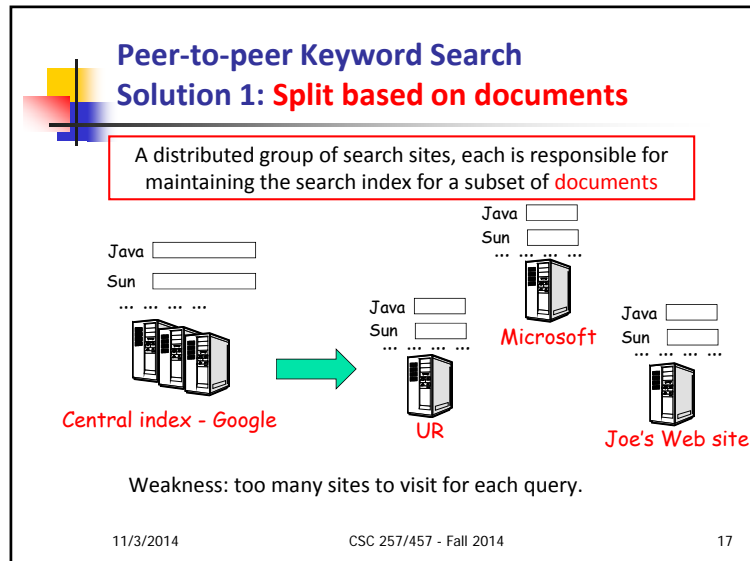 Peer-to-peer Keyword Search
Solution 1: Split based on documents
A distributed group of search sites, each is responsible for
maintaining the search index for a subset of documents
Java
Sun
... ... ... ...
Central index - Google
Java
Sun
... ... ... ...
UR
Java
Sun
... ... ... ...
Microsoft
Java
Sun
... ... ... ...
Joe's Web site
Weakness: too many sites to visit for each query.
11/3/2014
CSC 257/457 - Fall 2014
17